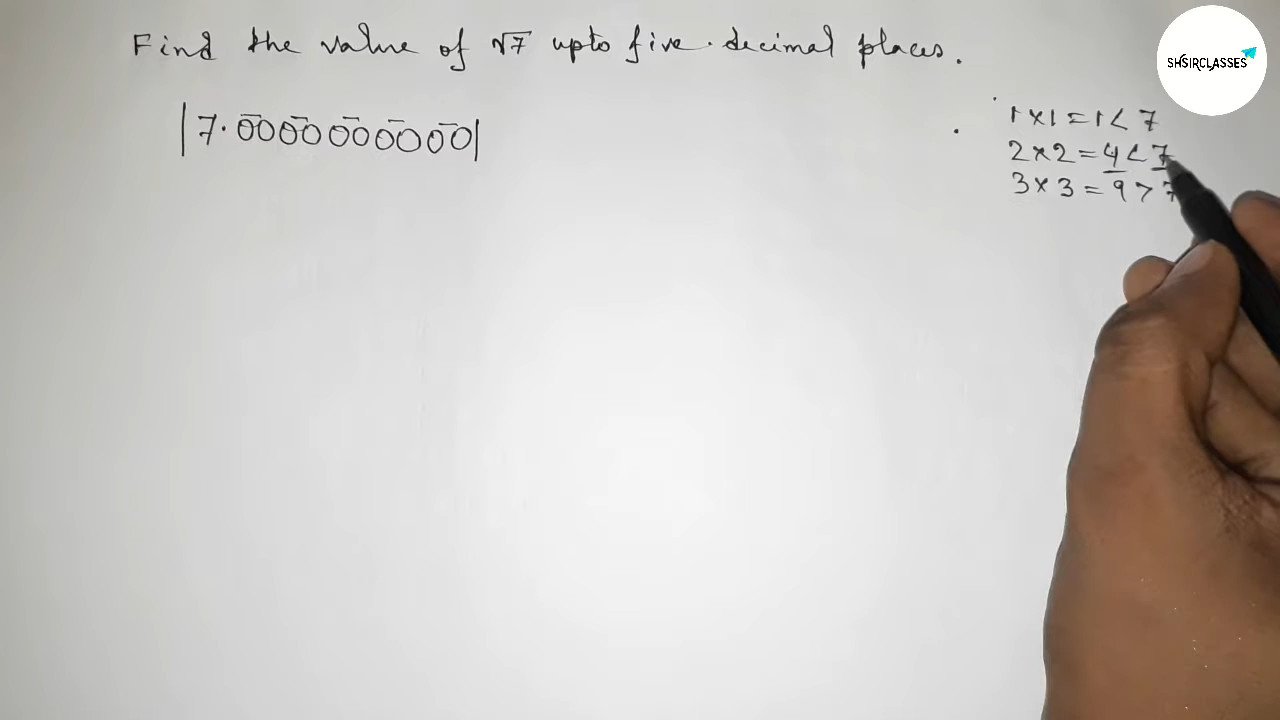 Find the value of √7 upto five decimal places.
SHSIRCLASSES
|7.00 00 00 00 00|
1×1=1<7
2×2=4<7
3×3=9>7